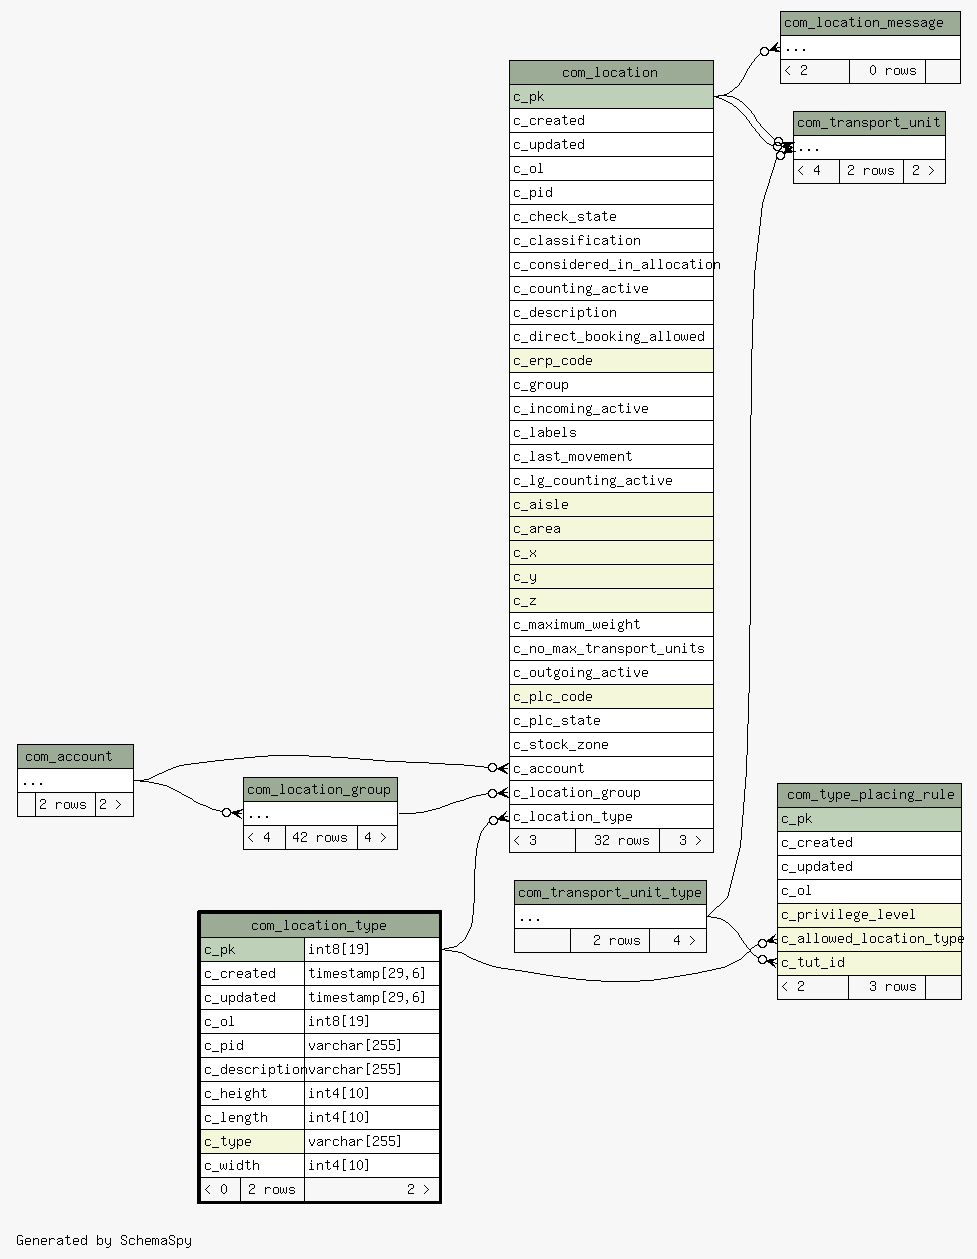 com_location_message
...
< 2 0 rows
com_transport_unit
...
< 4 2 rows 2 >
com_location
c_pk
c_created
c_updated
c_ol
c_pid
c_check_state
c_classification
c_considered_in_allocation
c_counting_active
c_description
c_direct_booking_allowed
c_erp_code
c_group
c_incoming_active
c_labels
c_last_movement
c_lg_counting_active
c_aisle
c_area
c_x
c_y
c_z
c_maximum_weight
c_no_max_transport_units
c_outgoing_active
c_plc_code
c_plc_state
c_stock_zone
c_account
c_location_group
c_location_type
< 3 32 rows 3 >
com_account
...
2 rows 2 >
com_location_group
...
< 4 42 rows 4 >
com_type_placing_rule
c_pk
c_created
c_updated
c_ol
c_privilege_level
c_allowed_location_type
c_tut_id
< 2 3 rows
com_transport_unit_type
...
2 rows 4 >
com_location_type
c_pk int8[19]
c_created timestamp[29,6]
c_updated timestamp[29,6]
c_ol int8[19]
c_pid varchar[255]
c_description varchar[255]
c_height int4[10]
c_length int4[10]
c_type varchar[255]
c_width int4[10]
< 0 2 rows 2 >
Generated by SchemaSpy